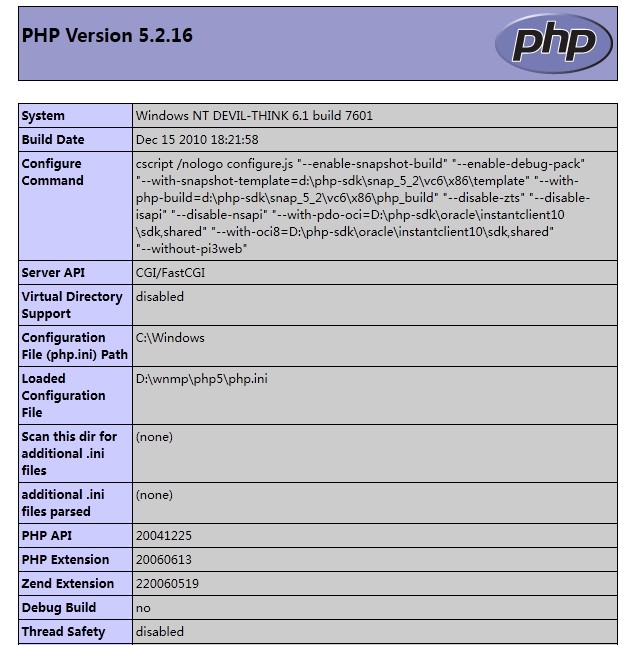 PHP Version 5.2.16
php
System
Windows NT DEVIL-THINK 6.1 build 7601
Build Date
Dec 15 2010 18:21:58
Configure
Command
cscript /nologo configure.js "--enable-snapshot-build" "--enable-debug-pack"
"--with-snapshot-template=d:\php-sdk\snap_5_2\vc6\x86\template" "--with-
php-build=d:\php-sdk\snap_5_2\vc6\x86\php_build" "--disable-zts" "--disable-
isapi" "--disable-nsapi" "--with-pdo-oci=D:\php-sdk\oracle\instantclient10
\sdk,shared" "--with-oci8=D:\php-sdk\oracle\instantclient10\sdk,shared"
"--without-pi3web"
Server API
CGI/FastCGI
Virtual Directory
Support
disabled
Configuration
File (php.ini) Path
C:\Windows
Loaded
Configuration
File
D:\wnmp\php5\php.ini
Scan this dir for
additional .ini
files
(none)
additional .ini
files parsed
(none)
PHP API
20041225
PHP Extension
20060613
Zend Extension
220060519
Debug Build
no
Thread Safety
disabled